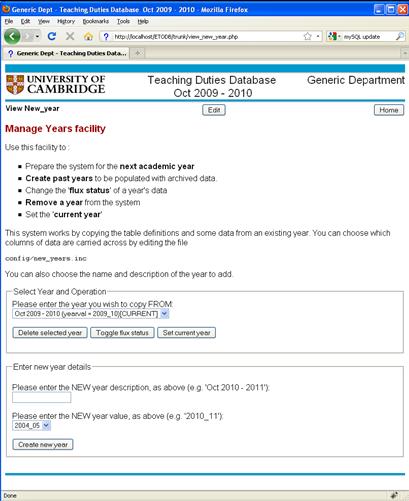 Generic Dept - Teaching Duties Database Oct 2009 - 2010 - Mozilla Firefox
File Edit View History Bookmarks Tools Help
http://localhost/ETODB/trunk/view_new_year.php
mySQL update
Generic Dept - Teaching Duties Data...
UNIVERSITY OF CAMBRIDGE
Teaching Duties Database
Oct 2009 - 2010
Generic Department
View New_year
Edit
Home
Manage Years facility
Use this facility to :
Prepare the system for the next academic year
Create past years to be populated with archived data.
Change the 'flux status' of a year's data
Remove a year from the system
Set the 'current year'
This system works by copying the table definitions and some data from an existing year. You can choose which
columns of data are carried across by editing the file
config/new_years.inc
You can also choose the name and description of the year to add.
Select Year and Operation
Please enter the year you wish to copy FROM:
Oct 2009 - 2010 (yearval = 2009_10)[CURRENT]
Delete selected year
Toggle flux status
Set current year
Enter new year details
Please enter the NEW year description, as above (e.g. 'Oct 2010 - 2011'):
Please enter the NEW year value, as above (e.g. '2010_11'):
2004_05
Create new year
Done